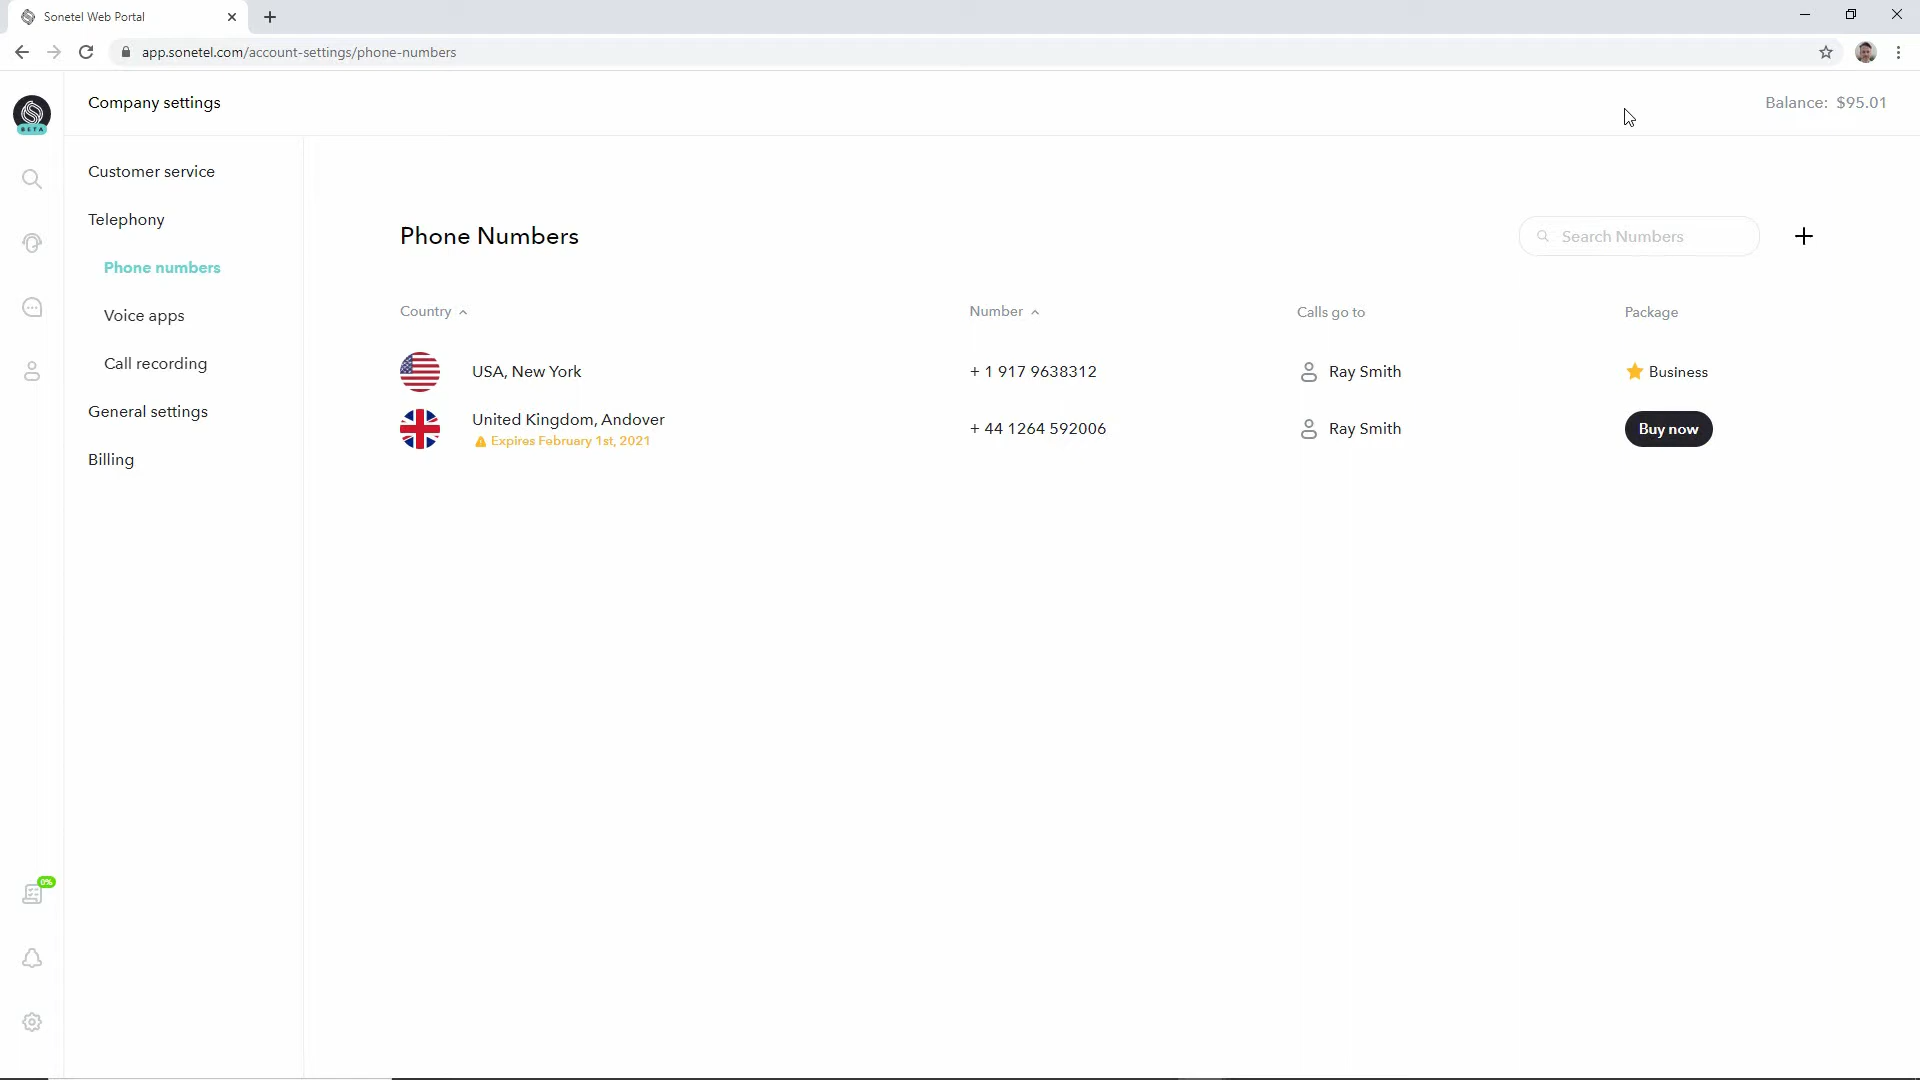 Sonetel Web Portal
app.sonetel.com/account-settings/phone-numbers
BETA
Company settings
Balance: $95.01
Customer service
Telephony
Phone numbers
Voice apps
Call recording
General settings
Billing
Phone Numbers
Search Numbers
Country
Number
Calls go to
Package
USA, New York
+ 1 917 9638312
Ray Smith
Business
United Kingdom, Andover
Expires February 1st, 2021
+ 44 1264 592006
Ray Smith
Buy now
0%